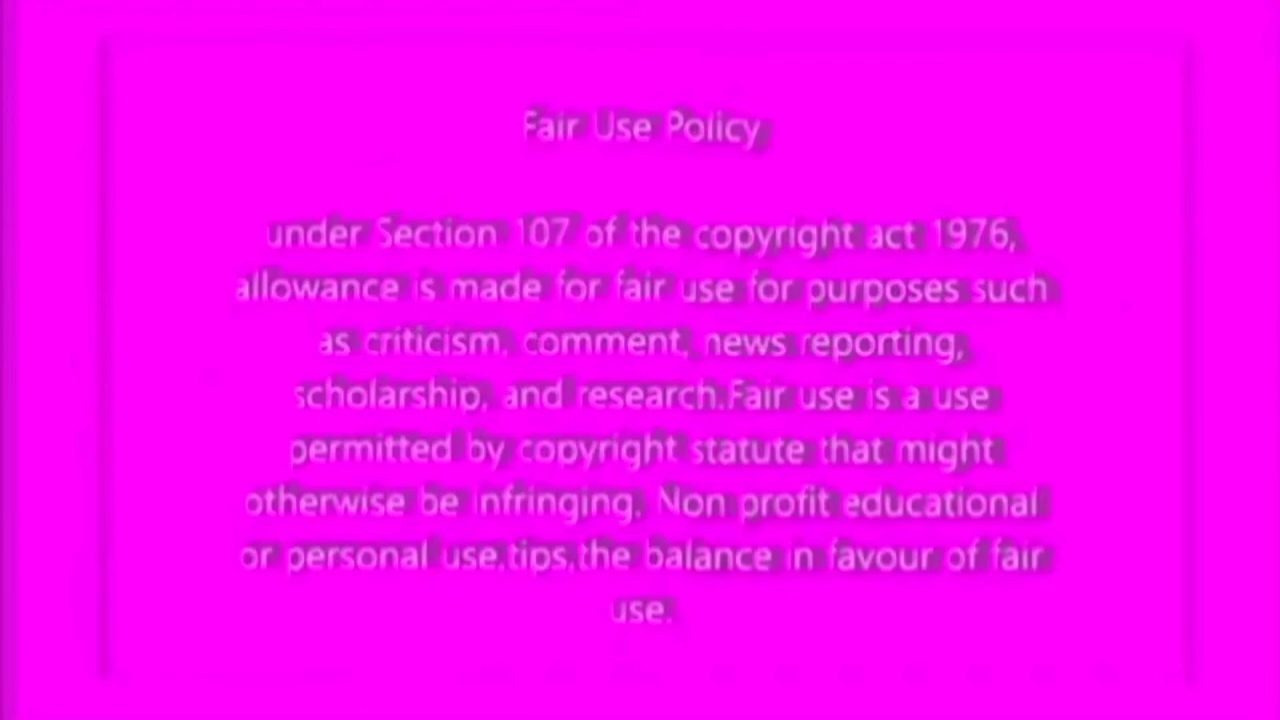 Fair Use Policy
under Section 107 of the copyright act 1976,
allowance is made for fair use for purposes such
as criticism, comment, news reporting,
scholarship, and research.Fair use is a use
permitted by copyright statute that might
otherwise be infringing, Non profit educational
or personal use,tips,the balance in favour of fair
use.